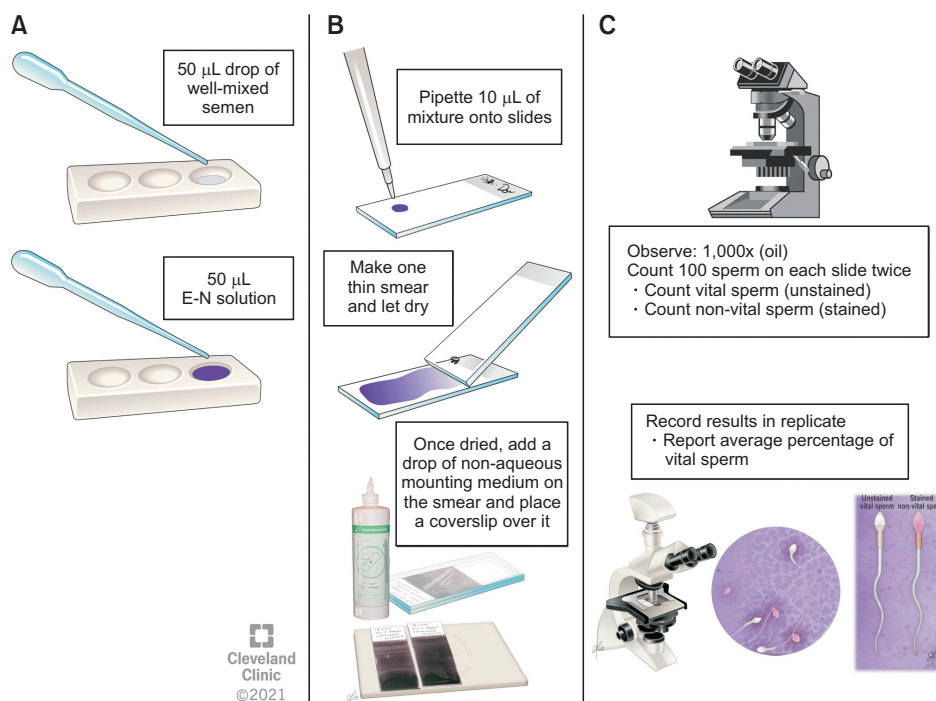 A
50 μL drop of
well-mixed
semen
50 μL
E-N solution
Cleveland
Clinic
©2021
B
Pipette 10 μL of
mixture onto slides
Make one
thin smear
and let dry
Once dried, add a
drop of non-aqueous
mounting medium on
the smear and place
a coverslip over it
C
Observe: 1,000x (oil)
Count 100 sperm on each slide twice
· Count vital sperm (unstained)
· Count non-vital sperm (stained)
Record results in replicate
· Report average percentage of
vital sperm
Unstained
vital sperm
Stained
non-vital spe